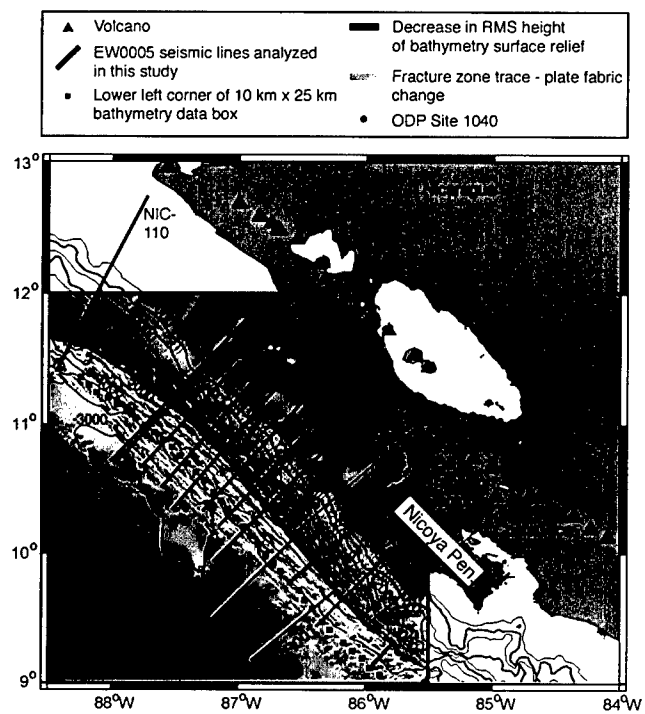 Volcano
EW0005 seismic lines analyzed
in this study
Lower left corner of 10 km x 25 km
bathymetry data box
Decrease in RMS height
of bathymetry surface relief
Fracture zone trace - plate fabric
change
ODP Site 1040
13°
NIC-
110
12°
11°
3000
Nicoya Pen.
10°
9°
88°W
87°W
86°W
85°W
84°W